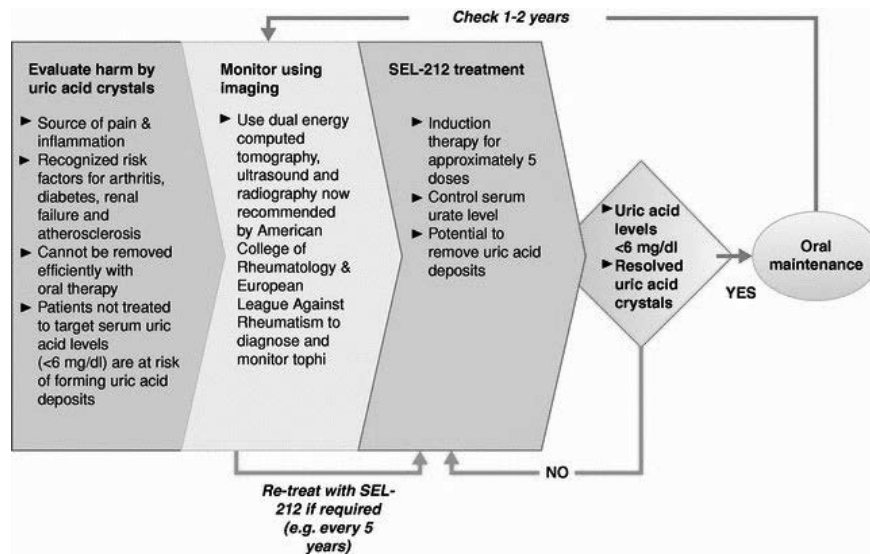 Check 1-2 years
Evaluate harm by
uric acid crystals
► Source of pain &
inflammation
► Recognized risk
factors for arthritis,
diabetes, renal
failure and
atherosclerosis
► Cannot be removed
efficiently with
oral therapy
► Patients not treated
to target serum uric
acid levels
(<6 mg/dl) are at risk
of forming uric acid
deposits
Monitor using
imaging
► Use dual energy
computed
tomography,
ultrasound and
radiography now
recommended
by American
College of
Rheumatology &
European
League Against
Rheumatism to
diagnose and
monitor tophi
SEL-212 treatment
► Induction
therapy for
approximately 5
doses
► Control serum
urate level
► Potential to
remove uric acid
deposits
► Uric acid
levels
<6 mg/dl
► Resolved
uric acid
crystals
YES
Oral
maintenance
NO
Re-treat with SEL-
212 if required
(e.g. every 5
years)